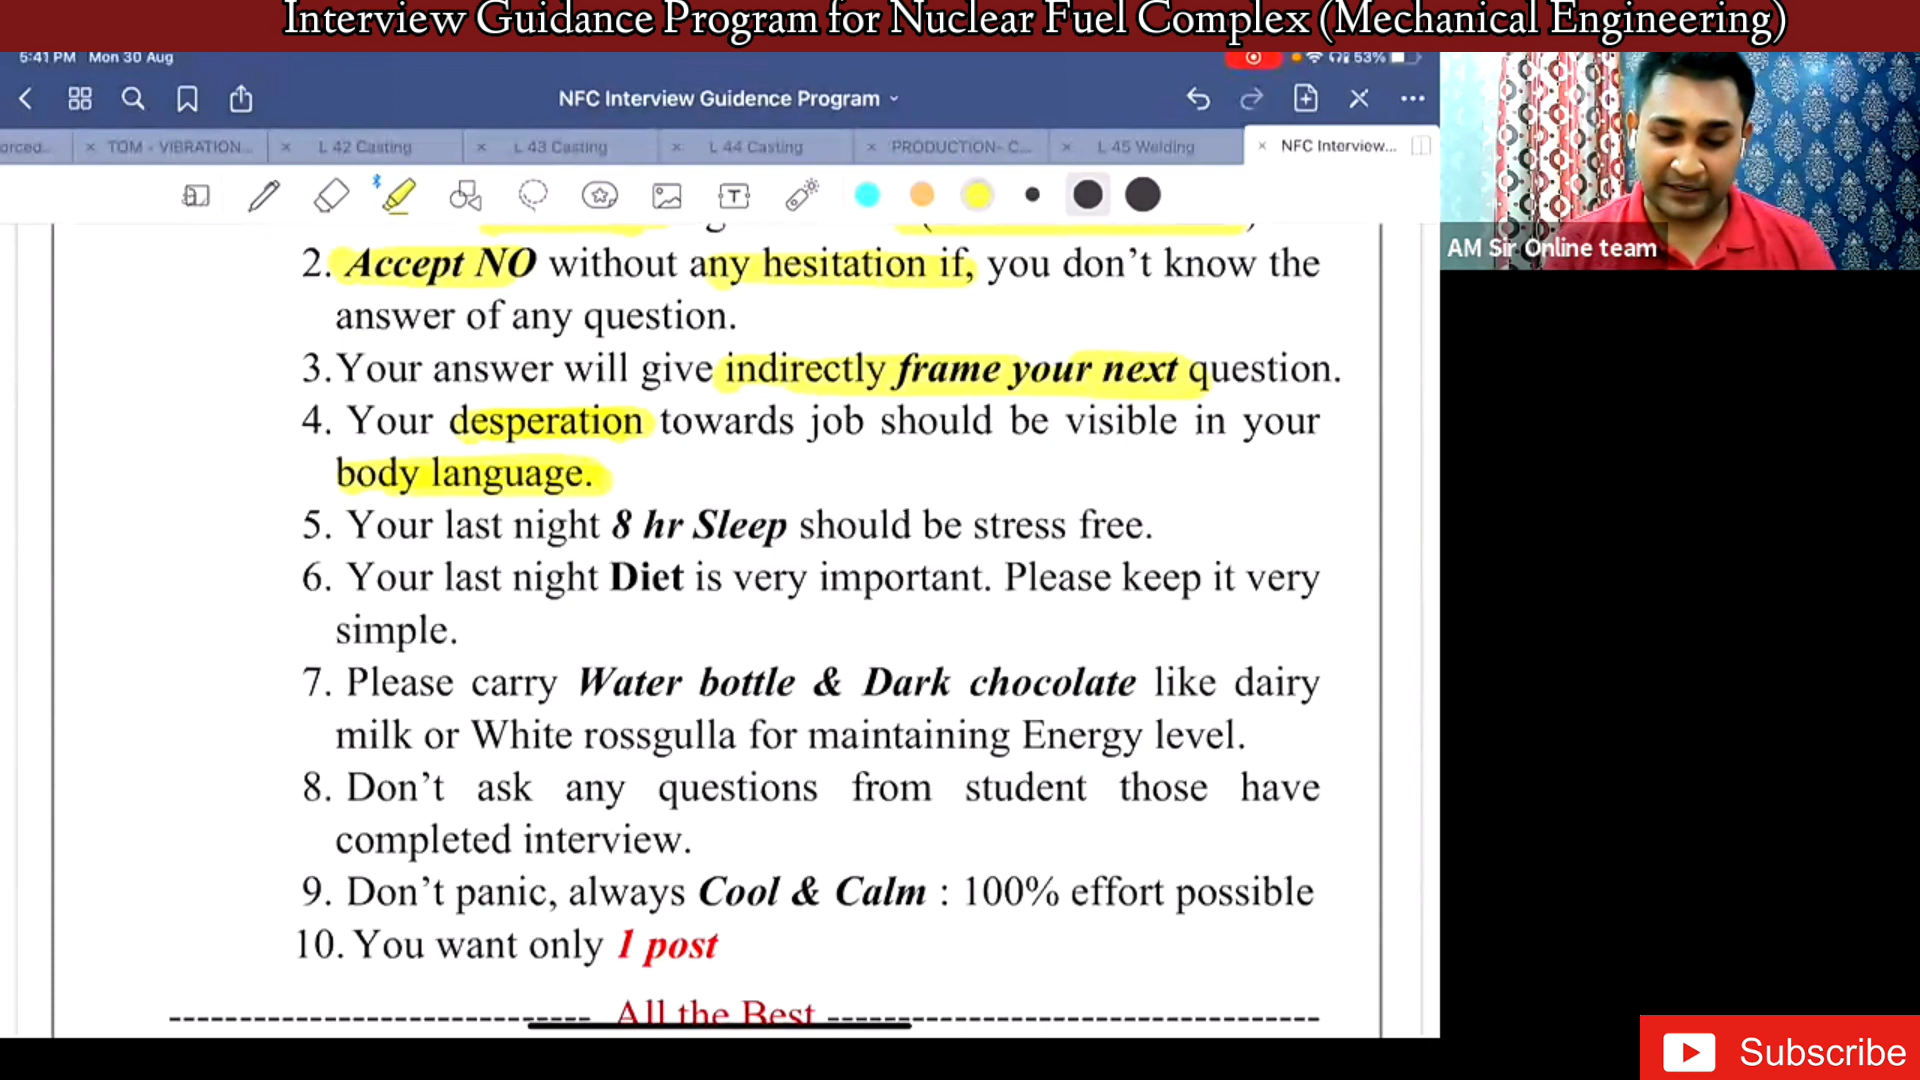 Interview Guidance Program for Nuclear Fuel Complex (Mechanical Engineering)
5:41 PM Mon 30 Aug
53%
NFC Interview Guidence Program
orced...
TOM - VIBRATION...
L 42 Casting
L 43 Casting
L 44 Casting
PRODUCTION- C...
L 45 Welding
NFC Interview...
AM Sir Online team
2. Accept NO without any hesitation if, you don't know the
answer of any question.
3.Your answer will give indirectly frame your next question.
4. Your desperation towards job should be visible in your
body language.
5. Your last night 8 hr Sleep should be stress free.
6. Your last night Diet is very important. Please keep it very
simple.
7. Please carry Water bottle & Dark chocolate like dairy
milk or White rossgulla for maintaining Energy level.
8. Don't ask any questions from student those have
completed interview.
9. Don't panic, always Cool & Calm : 100% effort possible
10. You want only 1 post
------------------------------ All the Best -----------------------------------
Subscribe